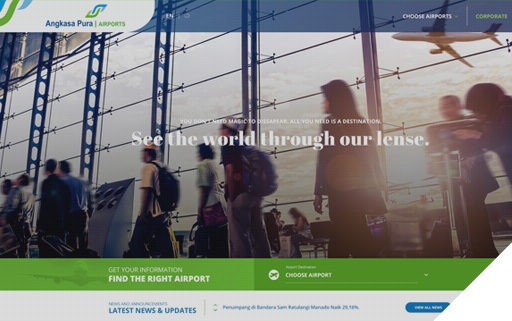 Angkasa Pura | AIRPORTS
EN
CHOOSE AIRPORTS
CORPORATE
YOU DON'T NEED MAGIC TO DISSAPEAR. ALL YOU NEED IS A DESTINATION.
See the world through our lense.
GET YOUR INFORMATION
FIND THE RIGHT AIRPORT
Airport Destination
CHOOSE AIRPORT
NEWS AND ANNOUNCEMENTS
LATEST NEWS & UPDATES
Penumpang di Bandara Sam Ratulangi Manado Naik 29,16%.
VIEW ALL NEWS